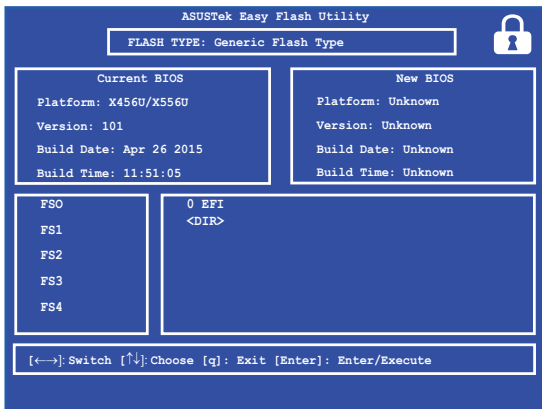 ASUSTek Easy Flash Utility
FLASH TYPE: Generic Flash Type
Current BIOS
Platform: X456U/X556U
Version: 101
Build Date: Apr 26 2015
Build Time: 11:51:05
New BIOS
Platform: Unknown
Version: Unknown
Build Date: Unknown
Build Time: Unknown
FSO
FS1
FS2
FS3
FS4
0 EFI
<DIR>
[←→]: Switch [↑↓]: Choose [q]: Exit [Enter]: Enter/Execute